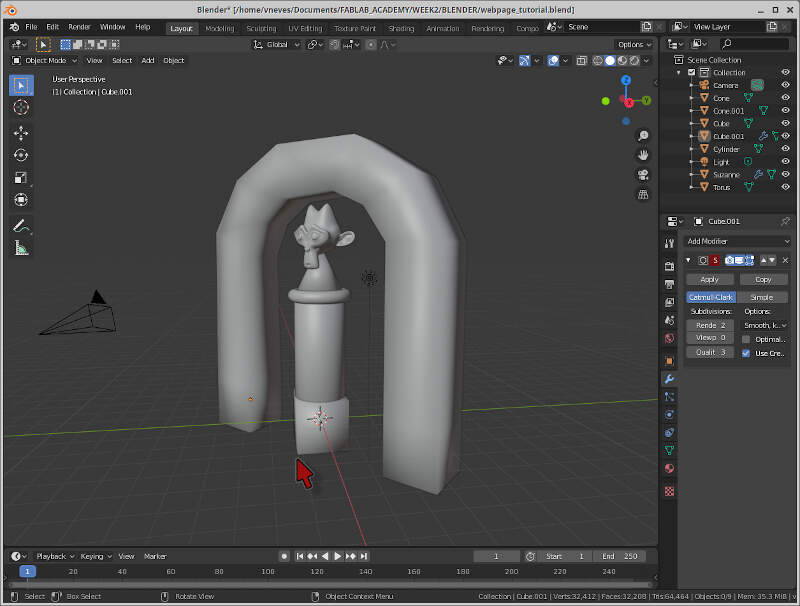 Blender* [/home/vneves/Documents/FABLAB_ACADEMY/WEEK2/BLENDER/webpage_tutorial.blend]
File Edit Render Window Help Layout Modeling Sculpting UV Editing Texture Paint Shading Animation Rendering Compo Scene View Layer
Global Options
Object Mode View Select Add Object
User Perspective
(1) Collection | Cube.001
Scene Collection
Collection
Camera
Cone
Cone.001
Cube
Cube.001
Cylinder
Light
Suzanne
Torus
Z
Y
X
Cube.001
Add Modifier
S
Apply Copy
Catmull-Clark Simple
Subdivisions: Options:
Rende 2 Smooth, k..
Viewp 0 Optimal..
Qualit 3 Use Cre..
Playback Keying View Marker 1 Start 1 End 250
1 20 40 60 80 100 120 140 160 180 200 220 240
Select Box Select Rotate View Object Context Menu Collection | Cube.001 | Verts:32,412 | Faces:32,208 | Tris:64,464 | Objects:0/9 | Mem: 35.3 MiB | v